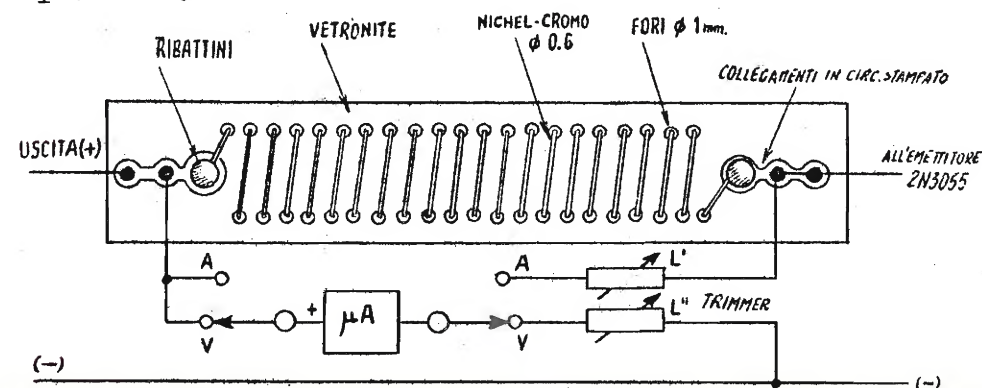 RIBATTINI
VETRONITE
NICHEL-CROMO
ϕ 0.6
FORI ϕ 1mm.
COLLEGAMENTI IN CIRC. STAMPATO
USCITA(+)
ALL'EMETTITORE
2N3055
A
A
L'
+
μA
L" TRIMMER
V
V
(-)
(-)